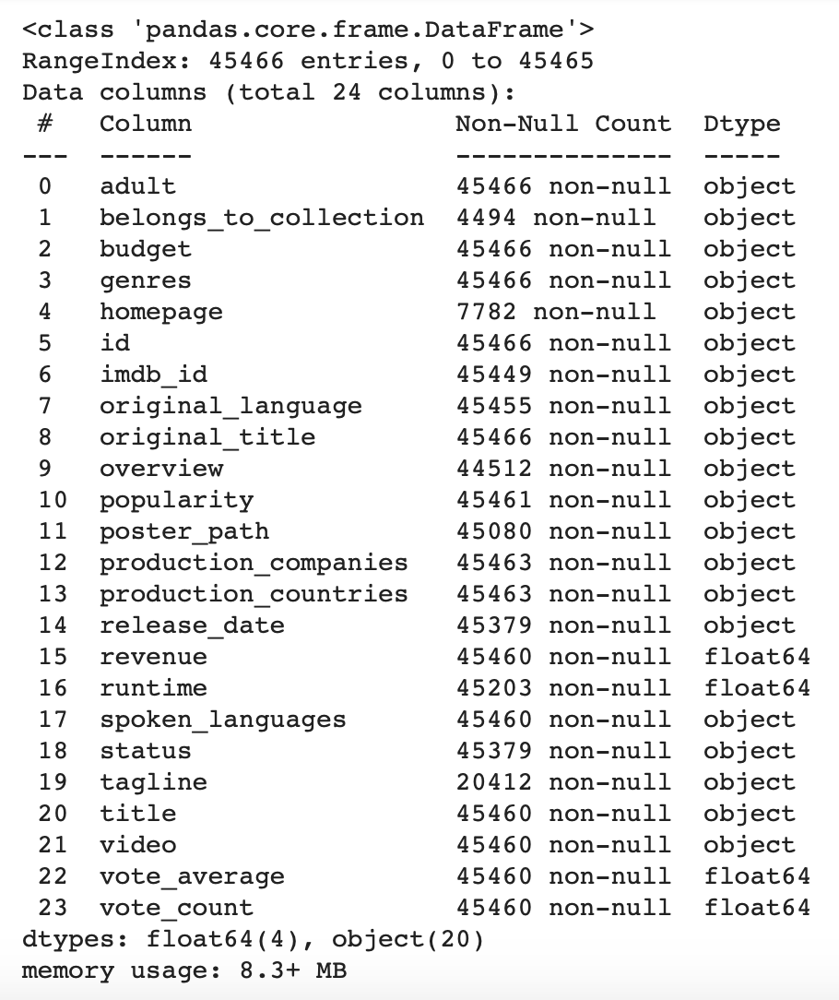 <class 'pandas.core.frame.DataFrame'>
RangeIndex: 45466 entries, 0 to 45465
Data columns (total 24 columns):
 #   Column                 Non-Null Count  Dtype
---  ------                 --------------  -----
 0   adult                  45466 non-null  object
 1   belongs_to_collection  4494 non-null   object
 2   budget                 45466 non-null  object
 3   genres                 45466 non-null  object
 4   homepage               7782 non-null   object
 5   id                     45466 non-null  object
 6   imdb_id                45449 non-null  object
 7   original_language      45455 non-null  object
 8   original_title         45466 non-null  object
 9   overview               44512 non-null  object
 10  popularity             45461 non-null  object
 11  poster_path            45080 non-null  object
 12  production_companies   45463 non-null  object
 13  production_countries   45463 non-null  object
 14  release_date           45379 non-null  object
 15  revenue                45460 non-null  float64
 16  runtime                45203 non-null  float64
 17  spoken_languages       45460 non-null  object
 18  status                 45379 non-null  object
 19  tagline                20412 non-null  object
 20  title                  45460 non-null  object
 21  video                  45460 non-null  object
 22  vote_average           45460 non-null  float64
 23  vote_count             45460 non-null  float64
dtypes: float64(4), object(20)
memory usage: 8.3+ MB